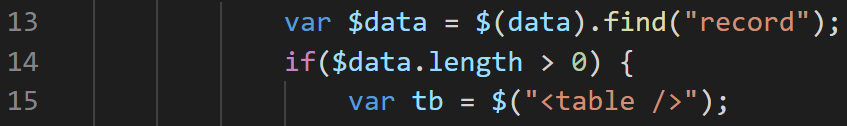 13 var $data = $(data).find("record");
14 if($data.length > 0) {
15 var tb = $("<table />");